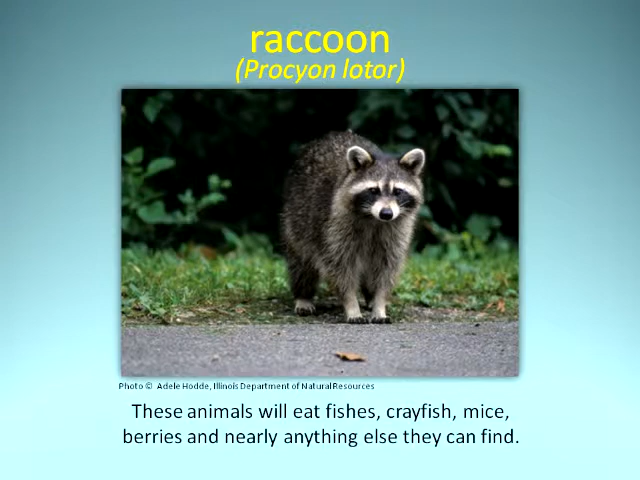 raccoon
(Procyon lotor)
Photo © Adele Hodde, Illinois Department of Natural Resources
These animals will eat fishes, crayfish, mice,
berries and nearly anything else they can find.